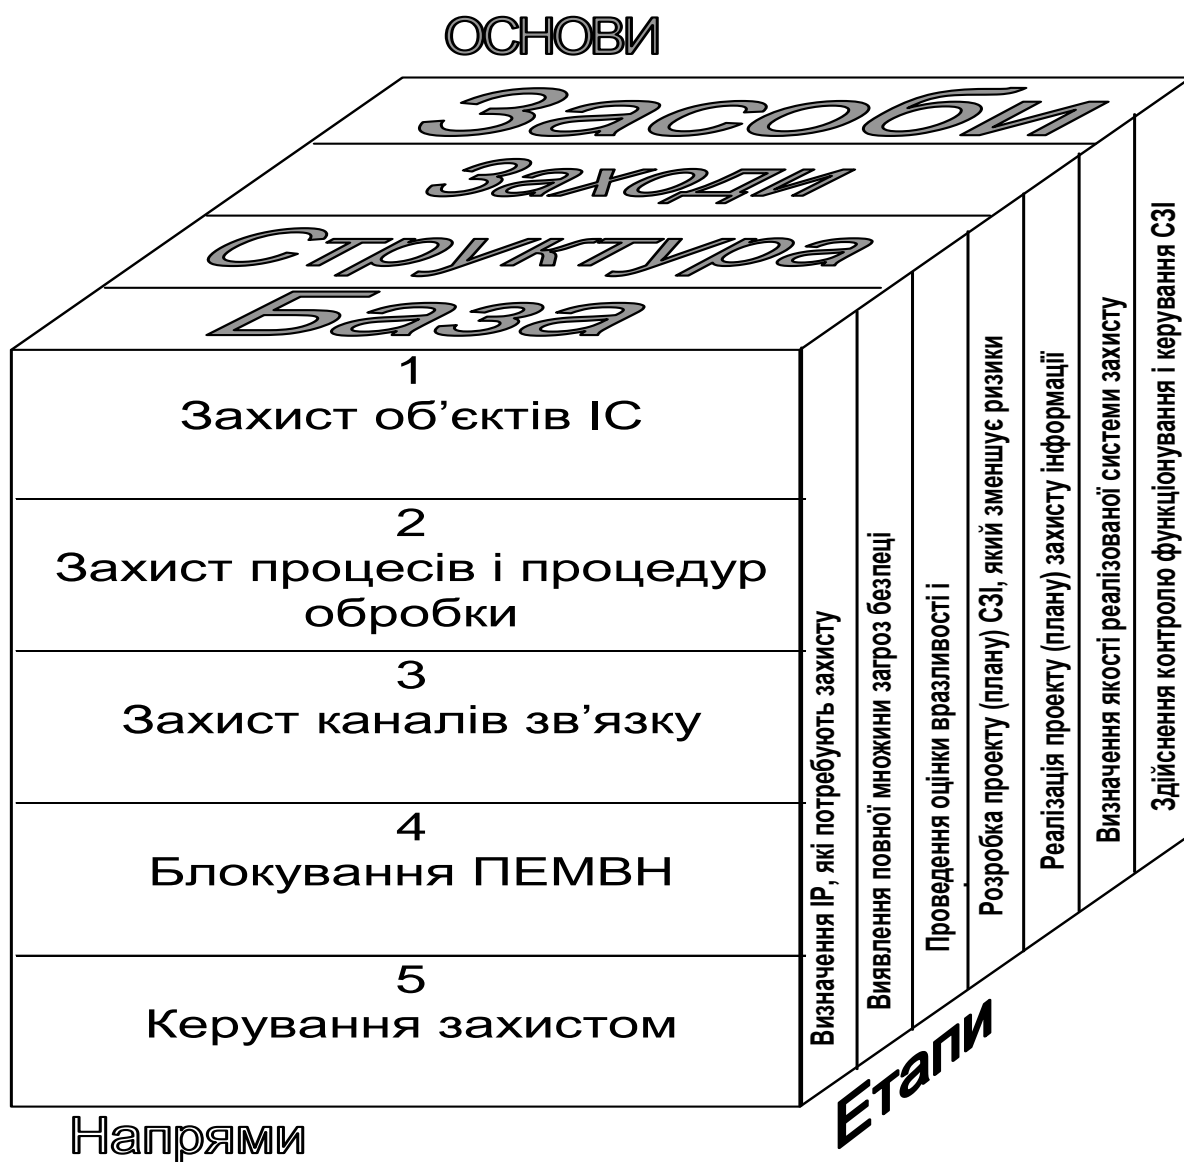 ОСНОВИ
Засоби
Заходи
Структура
База
1
Захист об’єктів ІС
2
Захист процесів і процедур
обробки
3
Захист каналів зв’язку
4
Блокування ПЕМВН
5
Керування захистом
Напрями
Визначення ІР, які потребують захисту
Виявлення повної множини загроз безпеці
Проведення оцінки вразливості і
Розробка проекту (плану) СЗІ, який зменшує ризики
Реалізація проекту (плану) захисту інформації
Визначення якості реалізованої системи захисту
Здійснення контролю функціонування і керування СЗІ
Етапи